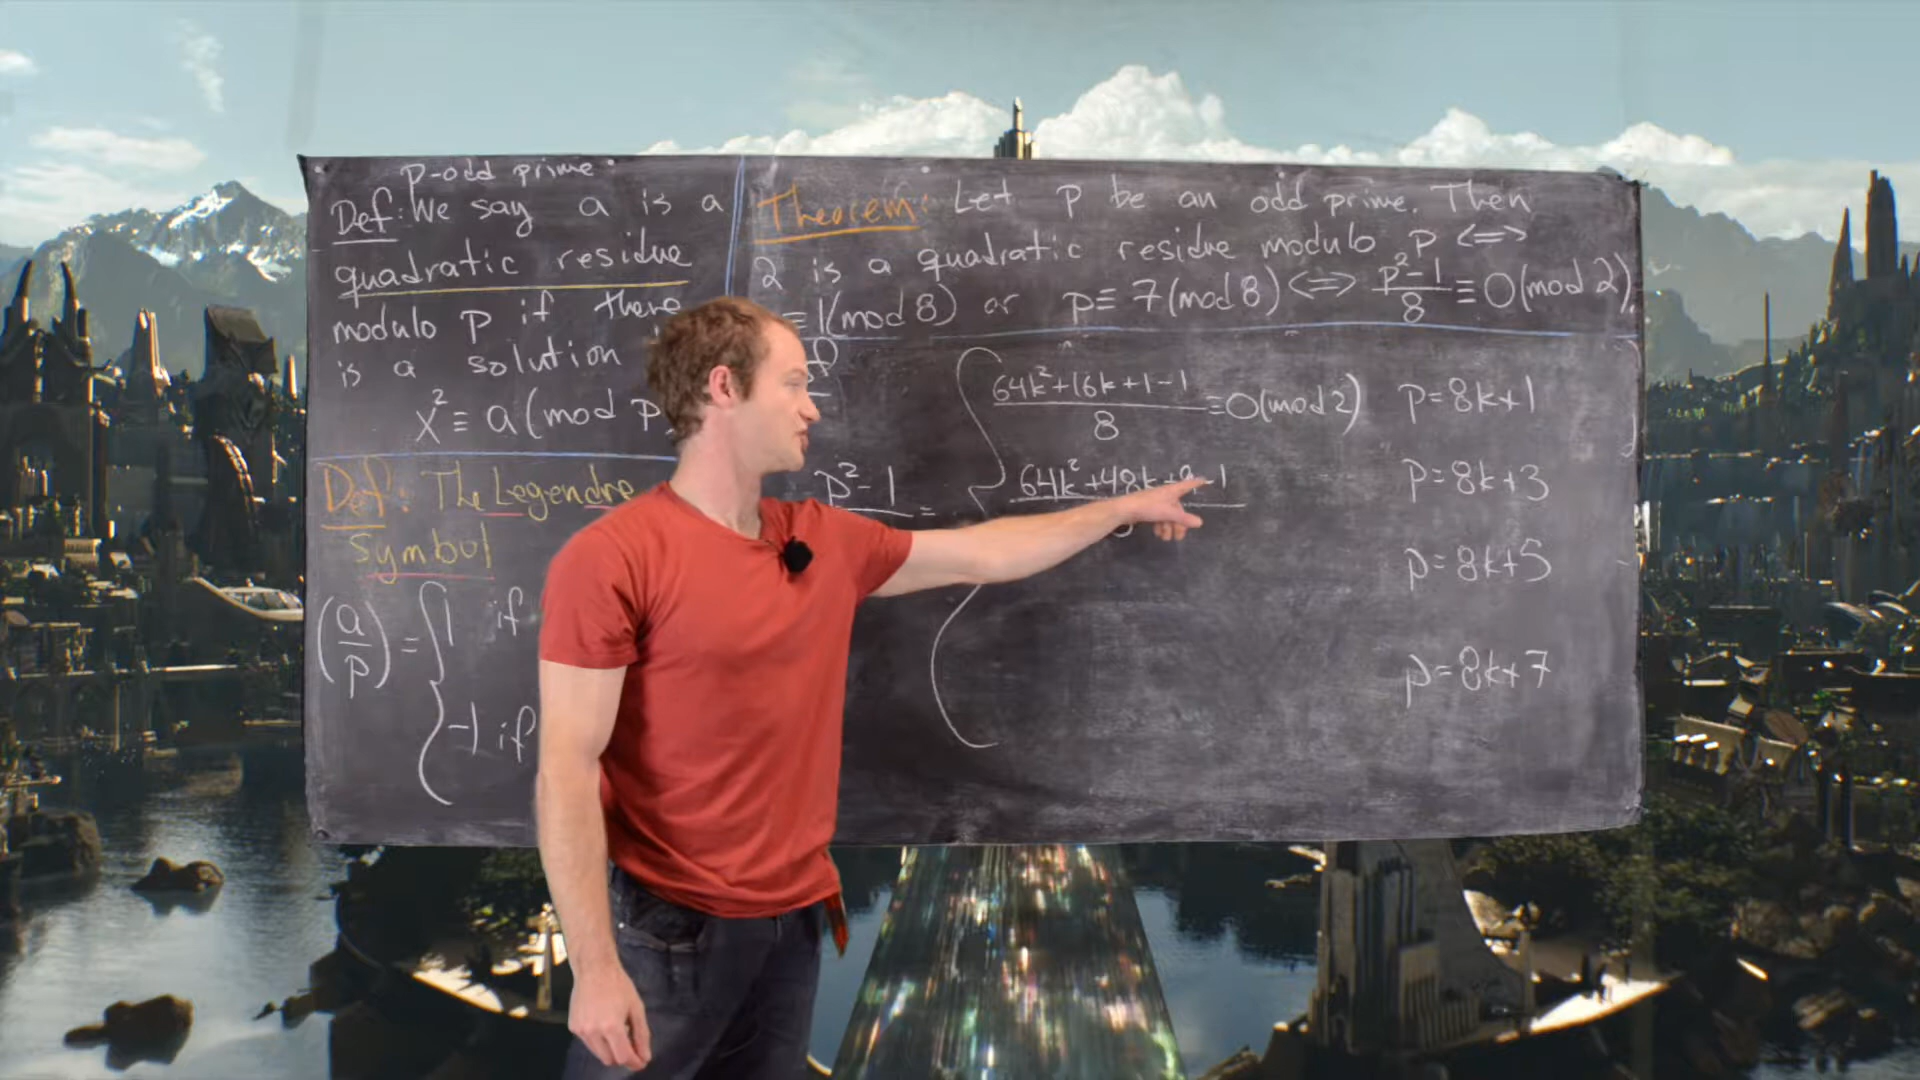 P-odd prime
Def: We say a is a
quadratic residue
modulo p if there
is a solution
x² ≡ a (mod p
Def: The Legendre
Symbol
(a/p) = { 1 if
-1 if
Theorem: Let p be an odd prime. Then
2 is a quadratic residue modulo p <=>
≡ 1(mod 8) or p ≡ 7(mod 8) <=> (p²-1)/8 ≡ 0(mod 2).
p²-1
=
(64k²+16k+1-1)/8 ≡ 0(mod 2) p=8k+1
64k²+48k+9-1 p=8k+3
p=8k+5
p=8k+7